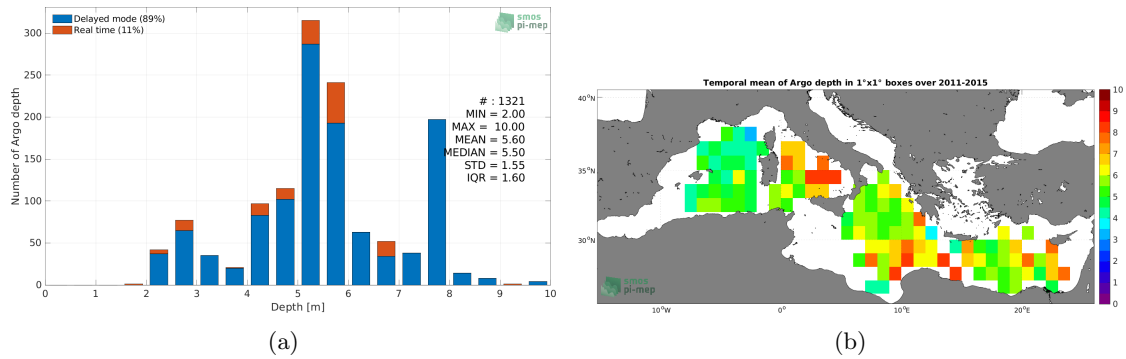 Delayed mode (89%)
Real time (11%)
smos
pi-mep
Number of Argo depth
300
250
200
150
100
50
0
# : 1321
MIN = 2.00
MAX = 10.00
MEAN = 5.60
MEDIAN = 5.50
STD = 1.55
IQR = 1.60
0 1 2 3 4 5 6 7 8 9 10
Depth [m]
(a)
Temporal mean of Argo depth in 1°x1° boxes over 2011-2015
40°N
35°N
30°N
10°W 0° 10°E 20°E
smos
pi-mep
10
9
8
7
6
5
4
3
2
1
0
(b)